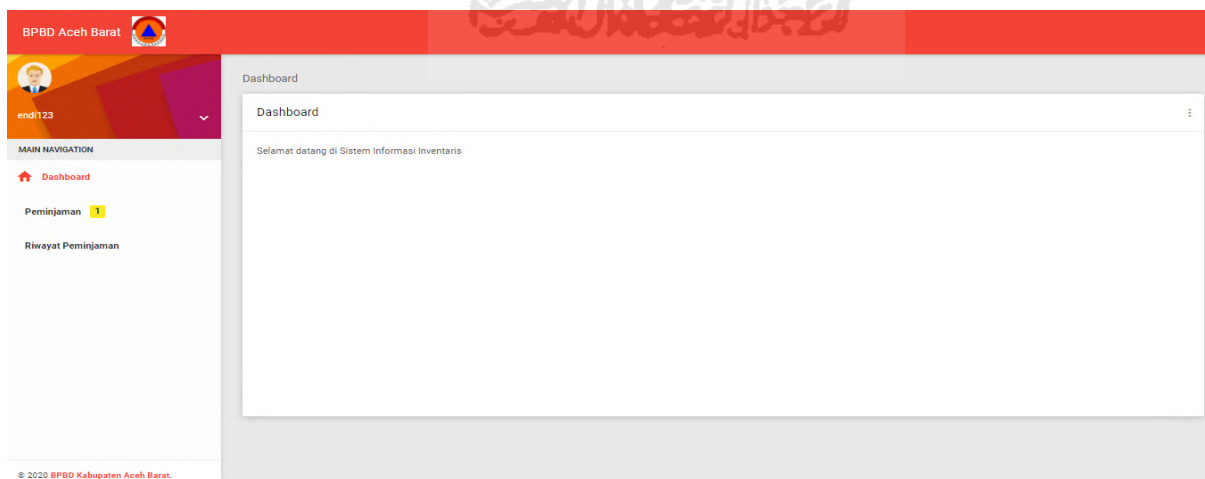 BPBD Aceh Barat
endi123
MAIN NAVIGATION
Dashboard
Peminjaman 1
Riwayat Peminjaman
© 2020 BPBD Kabupaten Aceh Barat.
Dashboard
Dashboard
Selamat datang di Sistem Informasi Inventaris